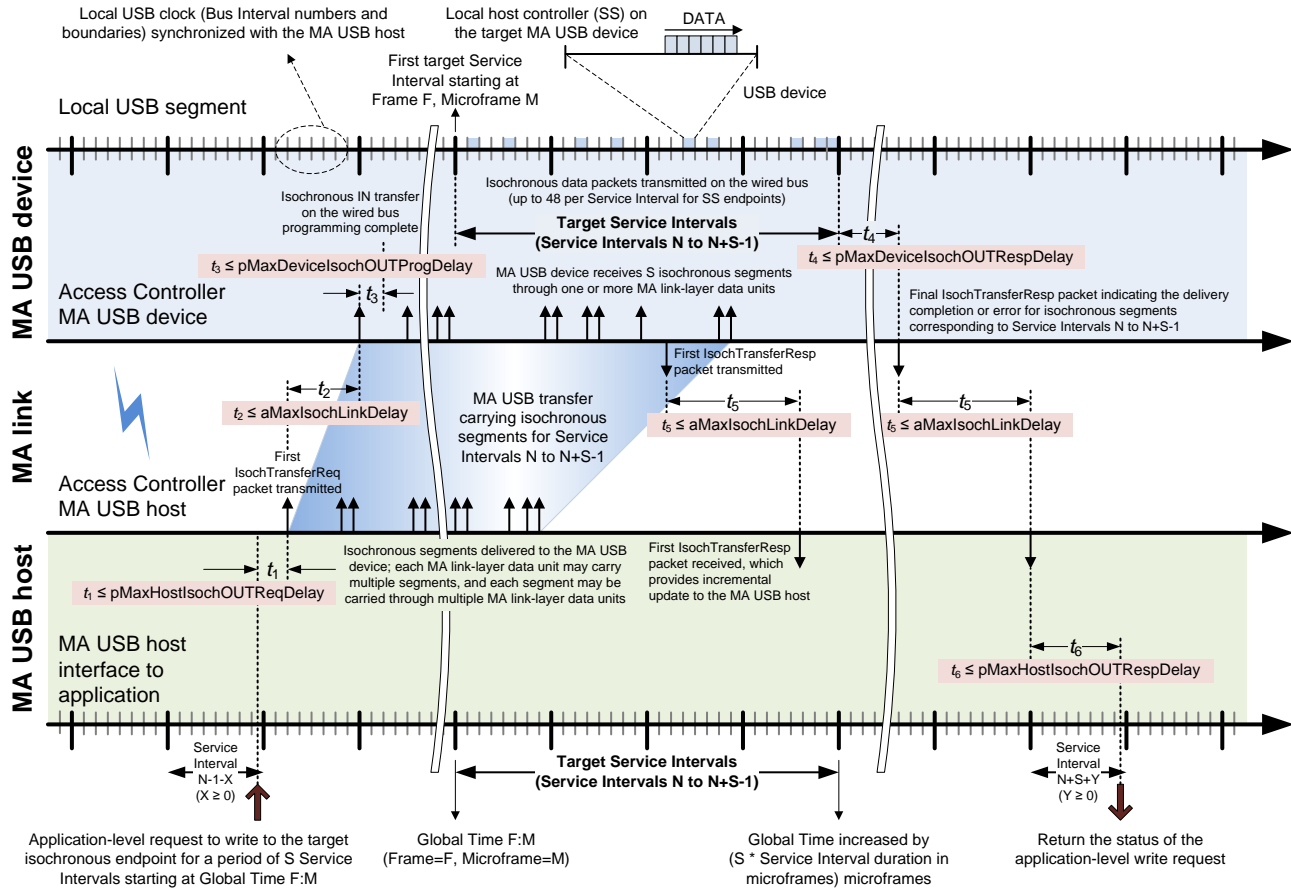 Local USB clock (Bus Interval numbers and
boundaries) synchronized with the MA USB host
Local host controller (SS) on
the target MA USB device
DATA
First target Service
Interval starting at
Frame F, Microframe M
USB device
Local USB segment
MA USB device
Isochronous IN transfer
on the wired bus
programming complete
Isochronous data packets transmitted on the wired bus
(up to 48 per Service Interval for SS endpoints)
Target Service Intervals
(Service Intervals N to N+S-1)
t4
t4 ≤ pMaxDeviceIsochOUTRespDelay
t3 ≤ pMaxDeviceIsochOUTProgDelay
t3
MA USB device receives S isochronous segments
through one or more MA link-layer data units
Access Controller
MA USB device
Final IsochTransferResp packet indicating the delivery
completion or error for isochronous segments
corresponding to Service Intervals N to N+S-1
MA link
First IsochTransferResp
packet transmitted
t2
t2 ≤ aMaxIsochLinkDelay
MA USB transfer
carrying isochronous
segments for Service
Intervals N to N+S-1
t5
t5 ≤ aMaxIsochLinkDelay
t5
t5 ≤ aMaxIsochLinkDelay
First
IsochTransferReq
packet transmitted
Access Controller
MA USB host
MA USB host
t1
t1 ≤ pMaxHostIsochOUTReqDelay
Isochronous segments delivered to the MA USB
device; each MA link-layer data unit may carry
multiple segments, and each segment may be
carried through multiple MA link-layer data units
First IsochTransferResp
packet received, which
provides incremental
update to the MA USB host
MA USB host
interface to
application
t6
t6 ≤ pMaxHostIsochOUTRespDelay
Service
Interval
N-1-X
(X ≥ 0)
Target Service Intervals
(Service Intervals N to N+S-1)
Service
Interval
N+S+Y
(Y ≥ 0)
Application-level request to write to the target
isochronous endpoint for a period of S Service
Intervals starting at Global Time F:M
Global Time F:M
(Frame=F, Microframe=M)
Global Time increased by
(S * Service Interval duration in
microframes) microframes
Return the status of the
application-level write request